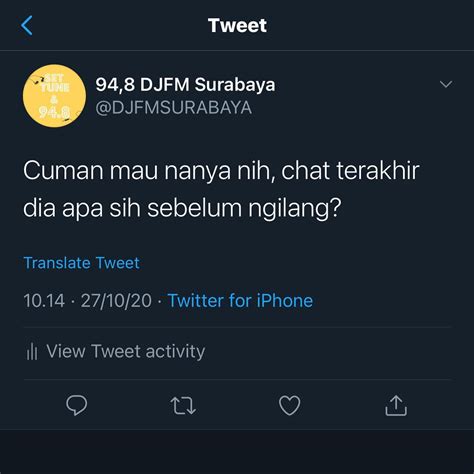 Tweet
SET
TUNE
&
94.8
94,8 DJFM Surabaya
@DJFMSURABAYA
Cuman mau nanya nih, chat terakhir
dia apa sih sebelum ngilang?
Translate Tweet
10.14 · 27/10/20 · Twitter for iPhone
View Tweet activity